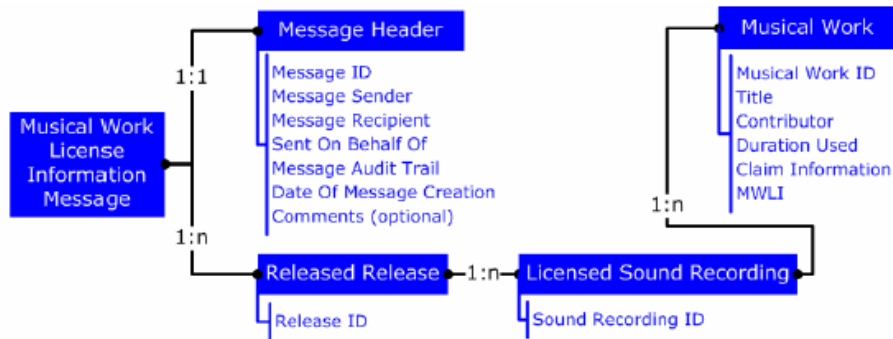 Message Header
Message ID
Message Sender
Message Recipient
Sent On Behalf Of
Message Audit Trail
Date Of Message Creation
Comments (optional)
Musical Work
Musical Work ID
Title
Contributor
Duration Used
Claim Information
MWLI
1:1
Musical Work
License
Information
Message
1:n
1:n
Released Release
1:n
Licensed Sound Recording
Release ID
Sound Recording ID